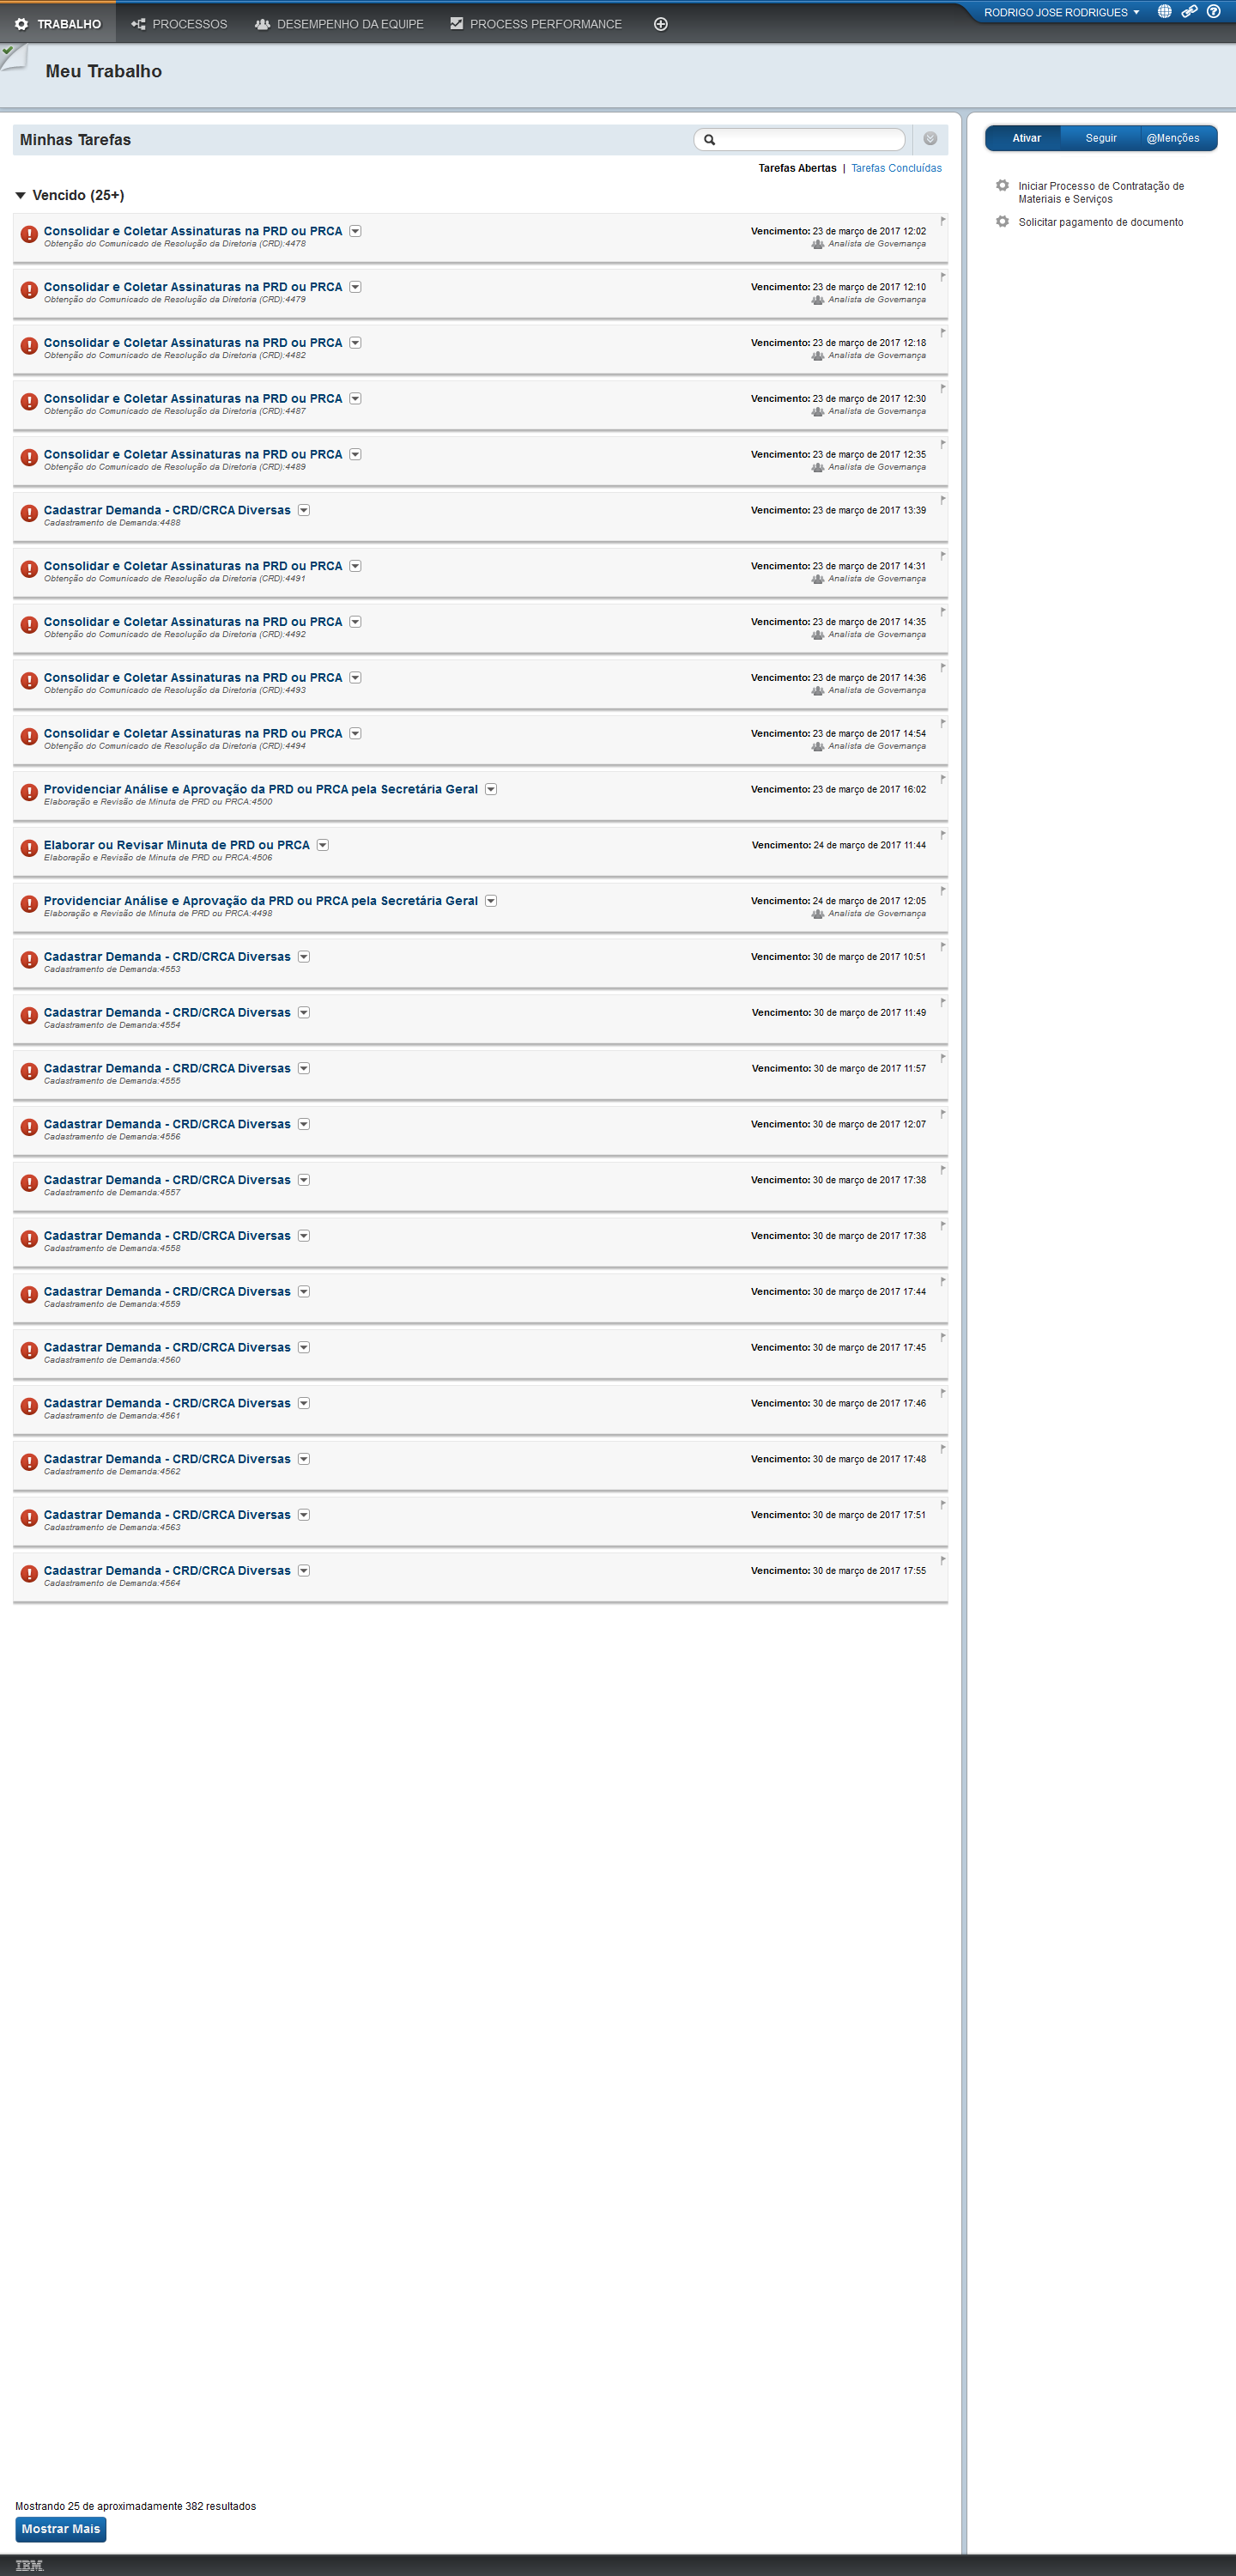 TRABALHO PROCESSOS DESEMPENHO DA EQUIPE PROCESS PERFORMANCE RODRIGO JOSE RODRIGUES
Meu Trabalho
Minhas Tarefas
Ativar Seguir @Menções
Tarefas Abertas | Tarefas Concluídas
Iniciar Processo de Contratação de
Materiais e Serviços
Solicitar pagamento de documento
Vencido (25+)
Consolidar e Coletar Assinaturas na PRD ou PRCA Vencimento: 23 de março de 2017 12:02
Obtenção do Comunicado de Resolução da Diretoria (CRD):4478 Analista de Governança
Consolidar e Coletar Assinaturas na PRD ou PRCA Vencimento: 23 de março de 2017 12:10
Obtenção do Comunicado de Resolução da Diretoria (CRD):4479 Analista de Governança
Consolidar e Coletar Assinaturas na PRD ou PRCA Vencimento: 23 de março de 2017 12:18
Obtenção do Comunicado de Resolução da Diretoria (CRD):4482 Analista de Governança
Consolidar e Coletar Assinaturas na PRD ou PRCA Vencimento: 23 de março de 2017 12:30
Obtenção do Comunicado de Resolução da Diretoria (CRD):4487 Analista de Governança
Consolidar e Coletar Assinaturas na PRD ou PRCA Vencimento: 23 de março de 2017 12:35
Obtenção do Comunicado de Resolução da Diretoria (CRD):4489 Analista de Governança
Cadastrar Demanda - CRD/CRCA Diversas Vencimento: 23 de março de 2017 13:39
Cadastramento de Demanda:4488
Consolidar e Coletar Assinaturas na PRD ou PRCA Vencimento: 23 de março de 2017 14:31
Obtenção do Comunicado de Resolução da Diretoria (CRD):4491 Analista de Governança
Consolidar e Coletar Assinaturas na PRD ou PRCA Vencimento: 23 de março de 2017 14:35
Obtenção do Comunicado de Resolução da Diretoria (CRD):4492 Analista de Governança
Consolidar e Coletar Assinaturas na PRD ou PRCA Vencimento: 23 de março de 2017 14:36
Obtenção do Comunicado de Resolução da Diretoria (CRD):4493 Analista de Governança
Consolidar e Coletar Assinaturas na PRD ou PRCA Vencimento: 23 de março de 2017 14:54
Obtenção do Comunicado de Resolução da Diretoria (CRD):4494 Analista de Governança
Providenciar Análise e Aprovação da PRD ou PRCA pela Secretária Geral Vencimento: 23 de março de 2017 16:02
Elaboração e Revisão de Minuta de PRD ou PRCA:4500
Elaborar ou Revisar Minuta de PRD ou PRCA Vencimento: 24 de março de 2017 11:44
Elaboração e Revisão de Minuta de PRD ou PRCA:4506
Providenciar Análise e Aprovação da PRD ou PRCA pela Secretária Geral Vencimento: 24 de março de 2017 12:05
Elaboração e Revisão de Minuta de PRD ou PRCA:4498 Analista de Governança
Cadastrar Demanda - CRD/CRCA Diversas Vencimento: 30 de março de 2017 10:51
Cadastramento de Demanda:4553
Cadastrar Demanda - CRD/CRCA Diversas Vencimento: 30 de março de 2017 11:49
Cadastramento de Demanda:4554
Cadastrar Demanda - CRD/CRCA Diversas Vencimento: 30 de março de 2017 11:57
Cadastramento de Demanda:4555
Cadastrar Demanda - CRD/CRCA Diversas Vencimento: 30 de março de 2017 12:07
Cadastramento de Demanda:4556
Cadastrar Demanda - CRD/CRCA Diversas Vencimento: 30 de março de 2017 17:38
Cadastramento de Demanda:4557
Cadastrar Demanda - CRD/CRCA Diversas Vencimento: 30 de março de 2017 17:38
Cadastramento de Demanda:4558
Cadastrar Demanda - CRD/CRCA Diversas Vencimento: 30 de março de 2017 17:44
Cadastramento de Demanda:4559
Cadastrar Demanda - CRD/CRCA Diversas Vencimento: 30 de março de 2017 17:45
Cadastramento de Demanda:4560
Cadastrar Demanda - CRD/CRCA Diversas Vencimento: 30 de março de 2017 17:46
Cadastramento de Demanda:4561
Cadastrar Demanda - CRD/CRCA Diversas Vencimento: 30 de março de 2017 17:48
Cadastramento de Demanda:4562
Cadastrar Demanda - CRD/CRCA Diversas Vencimento: 30 de março de 2017 17:51
Cadastramento de Demanda:4563
Cadastrar Demanda - CRD/CRCA Diversas Vencimento: 30 de março de 2017 17:55
Cadastramento de Demanda:4564
Mostrando 25 de aproximadamente 382 resultados
Mostrar Mais
IBM